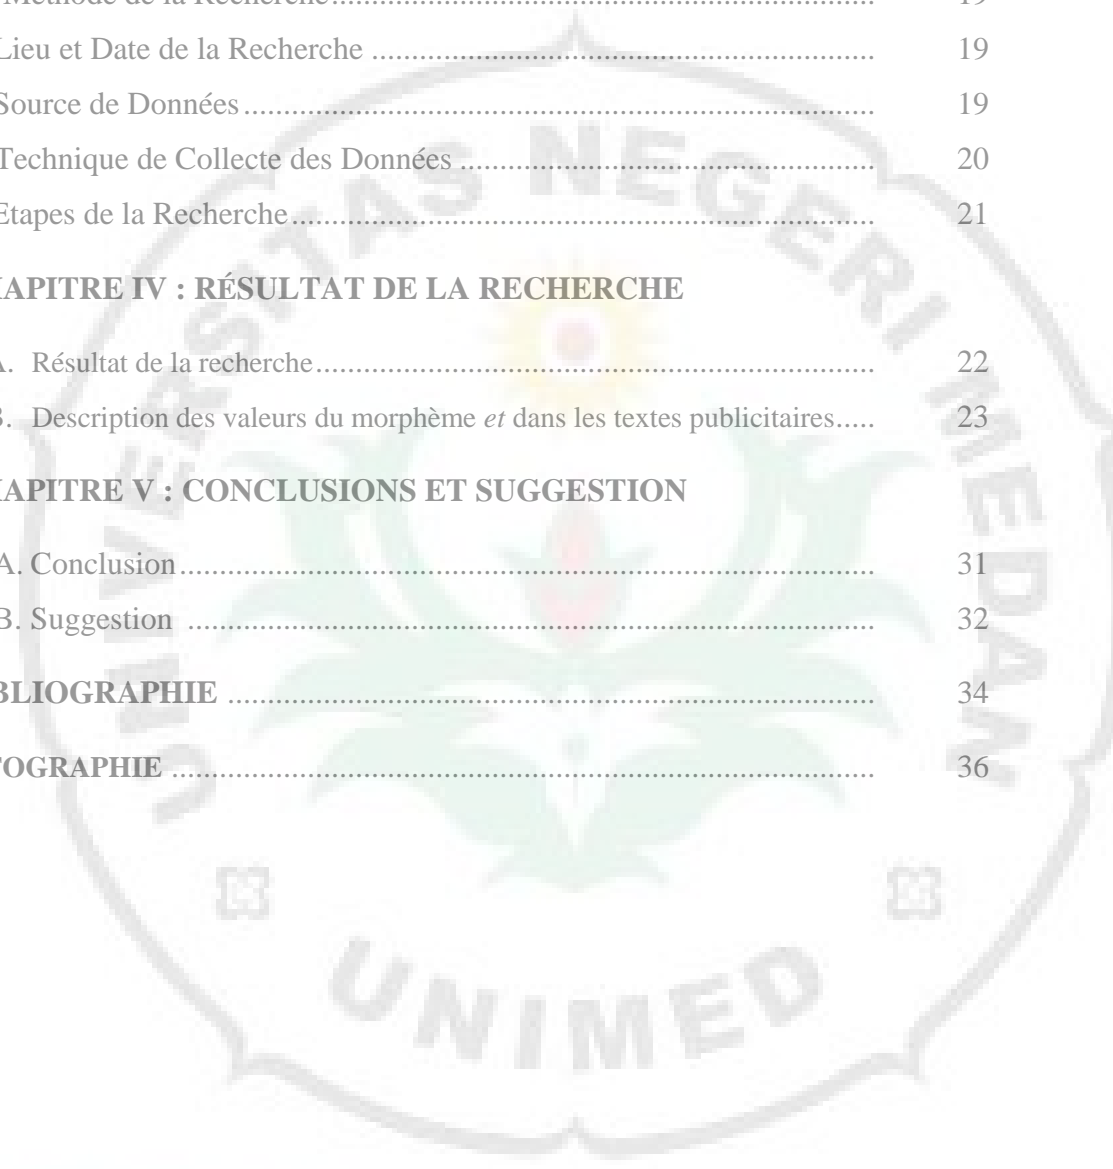 Méthode de la Recherche.................................................................... 19
Lieu et Date de la Recherche ................................................................ 19
Source de Données................................................................................ 19
Technique de Collecte des Données ..................................................... 20
Etapes de la Recherche.......................................................................... 21
APITRE IV : RÉSULTAT DE LA RECHERCHE
. Résultat de la recherche....................................................................... 22
. Description des valeurs du morphème et dans les textes publicitaires..... 23
APITRE V : CONCLUSIONS ET SUGGESTION
A. Conclusion........................................................................................ 31
B. Suggestion ....................................................................................... 32
BLIOGRAPHIE .................................................................................. 34
TOGRAPHIE ......................................................................................... 36
UNIVERSITAS NEGERI MEDAN
UNIMED